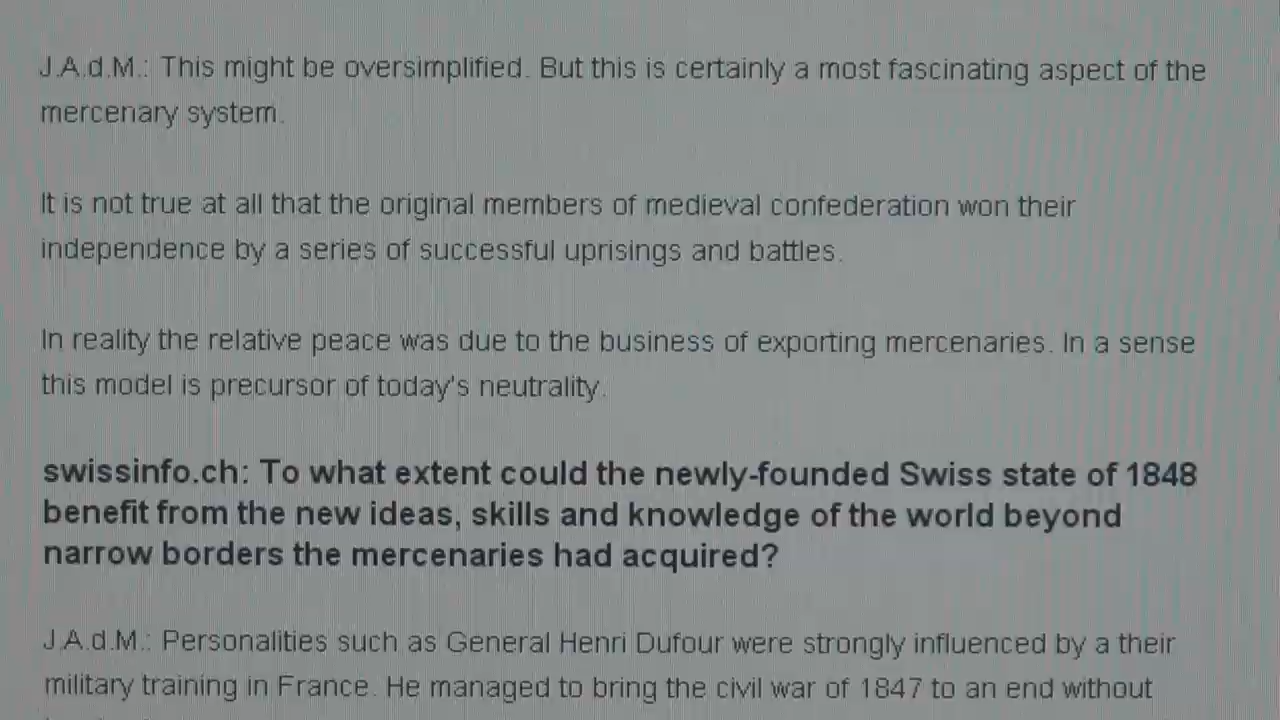 J.A.d.M.: This might be oversimplified. But this is certainly a most fascinating aspect of the
mercenary system.
It is not true at all that the original members of medieval confederation won their
independence by a series of successful uprisings and battles.
In reality the relative peace was due to the business of exporting mercenaries. In a sense
this model is precursor of today's neutrality.
swissinfo.ch: To what extent could the newly-founded Swiss state of 1848
benefit from the new ideas, skills and knowledge of the world beyond
narrow borders the mercenaries had acquired?
J.A.d.M.: Personalities such as General Henri Dufour were strongly influenced by a their
military training in France. He managed to bring the civil war of 1847 to an end without